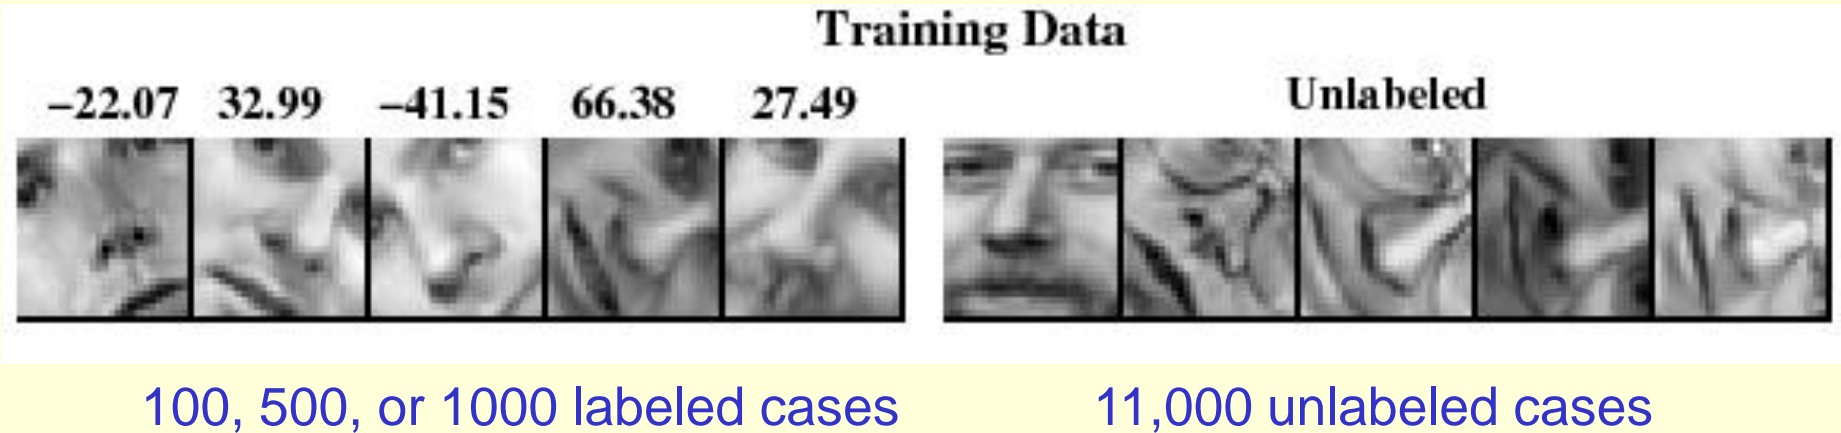 Training Data
Unlabeled
−22.07 32.99 −41.15 66.38 27.49
100, 500, or 1000 labeled cases
11,000 unlabeled cases